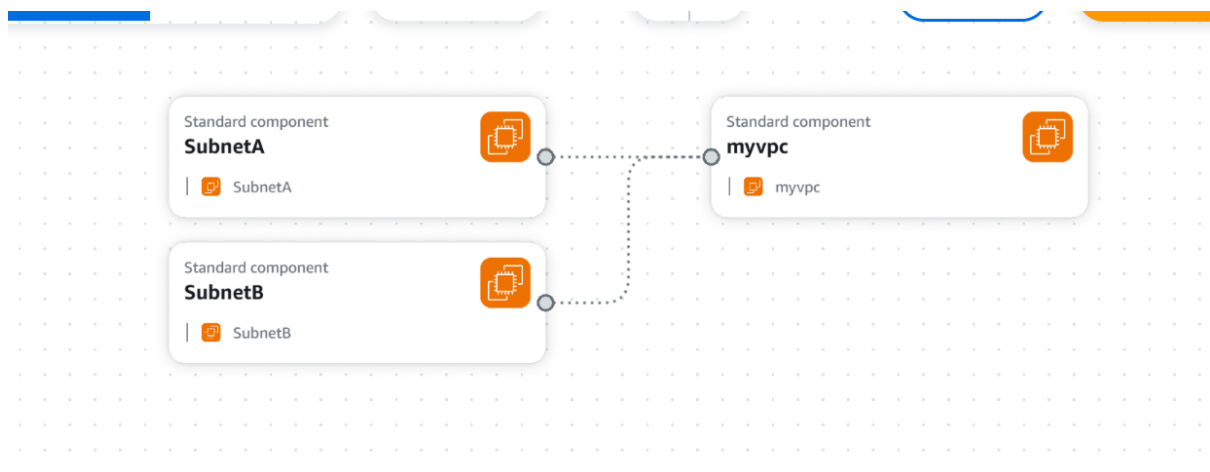 Standard component
SubnetA
SubnetA
Standard component
myvpc
myvpc
Standard component
SubnetB
SubnetB